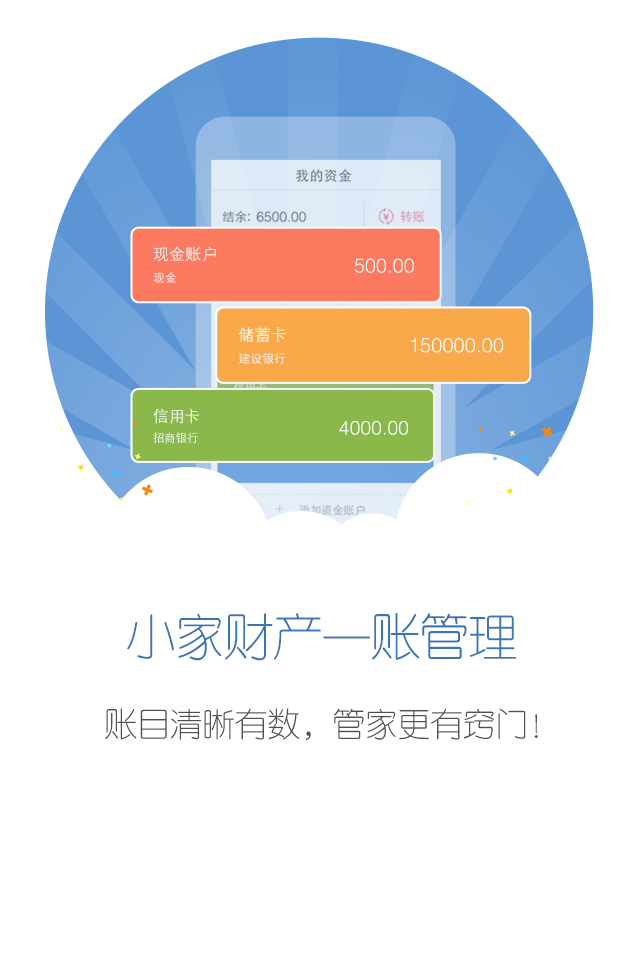 我的资金
结余: 6500.00
转账
现金账户
现金
500.00
储蓄卡
建设银行
150000.00
信用卡
信用卡
招商银行
4000.00
+ 添加资金账户
小家财产一账管理
账目清晰有数，管家更有窍门！